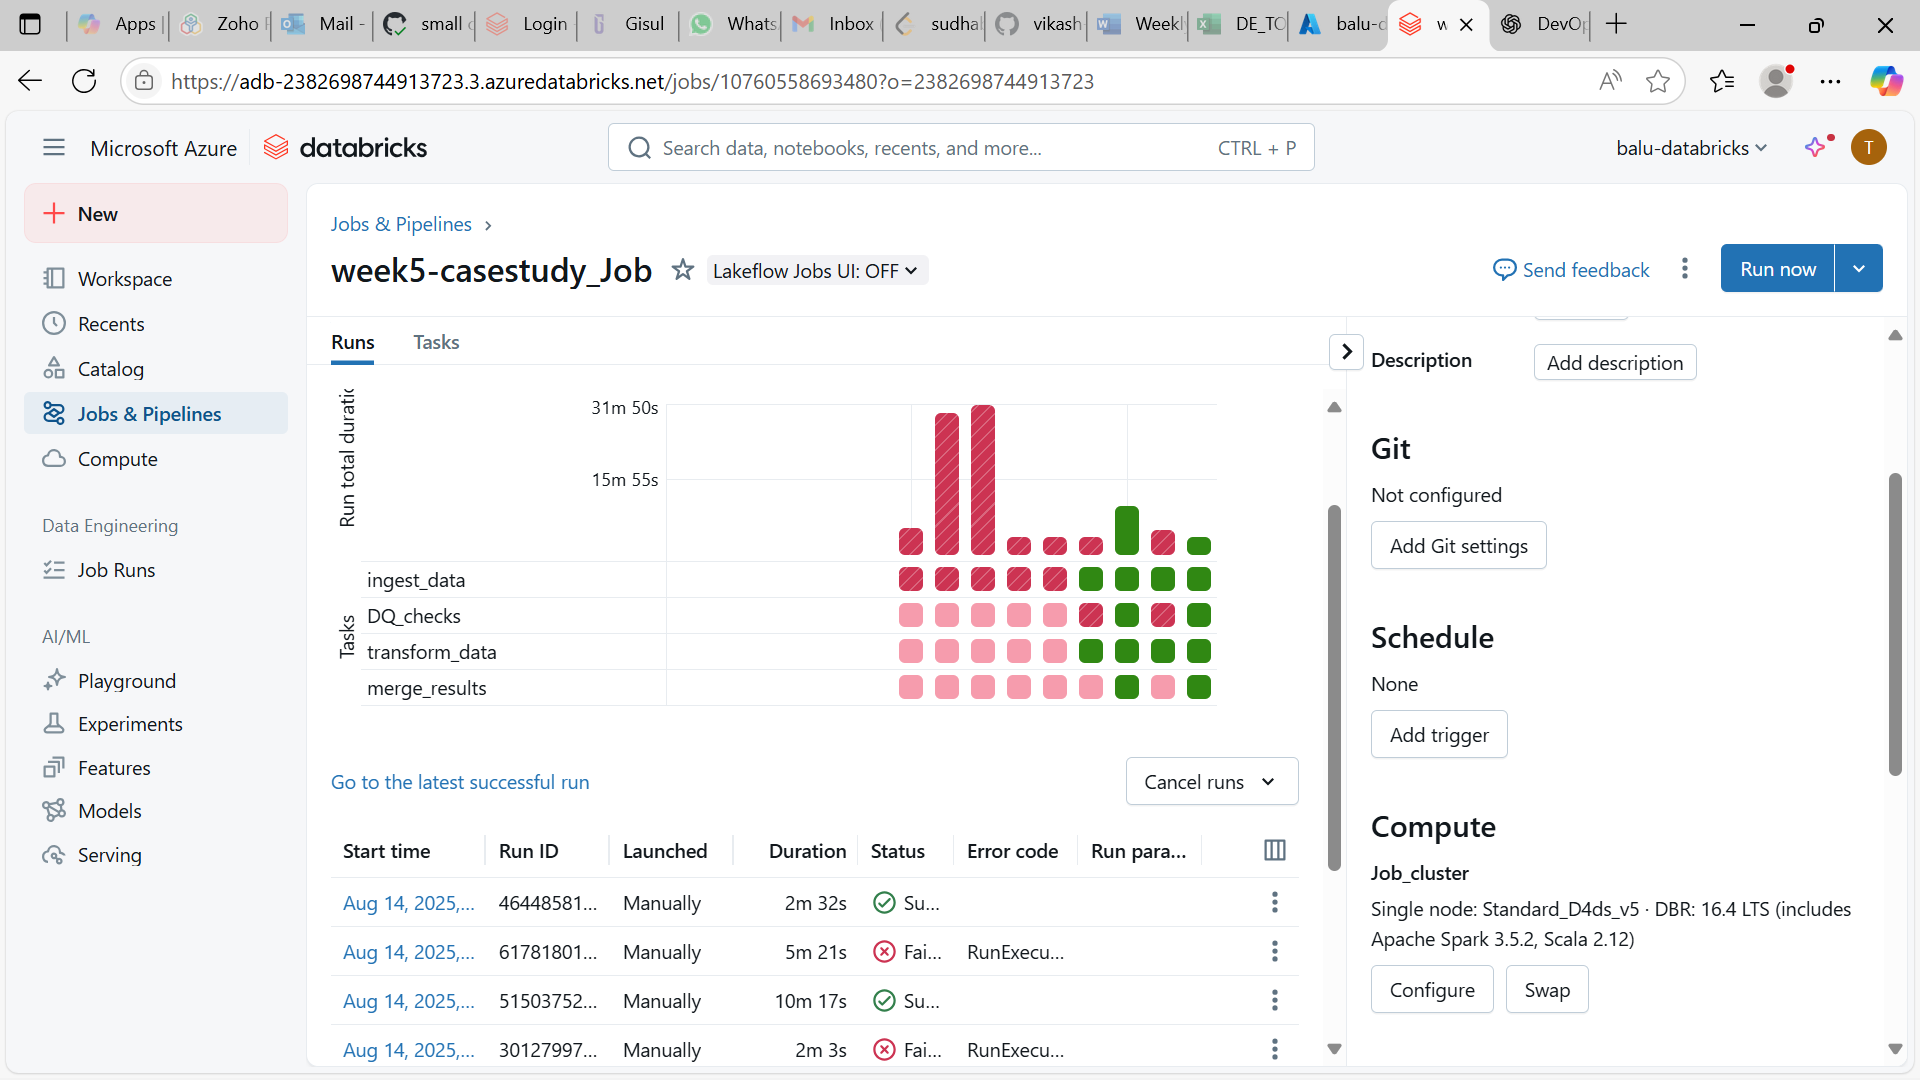 Apps |
Zoho
Mail -
small
Login
Gisul
Whats
Inbox
sudha
vikash
Week
DE_TO
balu-d
DevO
https://adb-2382698744913723.3.azuredatabricks.net/jobs/10760558693480?o=2382698744913723
Microsoft Azure
databricks
Search data, notebooks, recents, and more...
CTRL + P
balu-databricks
T
New
Workspace
Recents
Catalog
Jobs & Pipelines
Compute
Data Engineering
Job Runs
AI/ML
Playground
Experiments
Features
Models
Serving
Jobs & Pipelines
week5-casestudy_Job
Lakeflow Jobs UI: OFF
Send feedback
Run now
Runs
Tasks
Run total duratic
31m 50s
15m 55s
Tasks
ingest_data
DQ_checks
transform_data
merge_results
Go to the latest successful run
Cancel runs
Start time Run ID Launched Duration Status Error code Run para...
Aug 14, 2025,... 46448581... Manually 2m 32s Su...
Aug 14, 2025,... 61781801... Manually 5m 21s Fai... RunExecu...
Aug 14, 2025,... 51503752... Manually 10m 17s Su...
Aug 14, 2025,... 30127997... Manually 2m 3s Fai... RunExecu...
Description
Add description
Git
Not configured
Add Git settings
Schedule
None
Add trigger
Compute
Job_cluster
Single node: Standard_D4ds_v5 · DBR: 16.4 LTS (includes
Apache Spark 3.5.2, Scala 2.12)
Configure
Swap